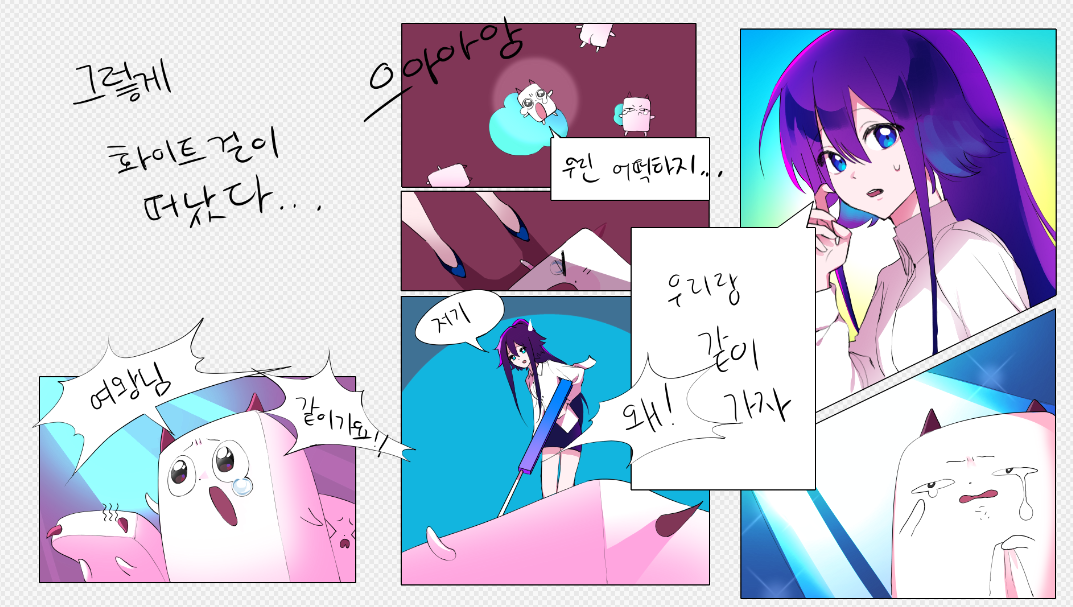 그렇게
화이트걸이
떠났다...
여왕님
같이가요!!
으아아앙
우린 어떡하지...
저기
왜!
우리랑
같이
가자